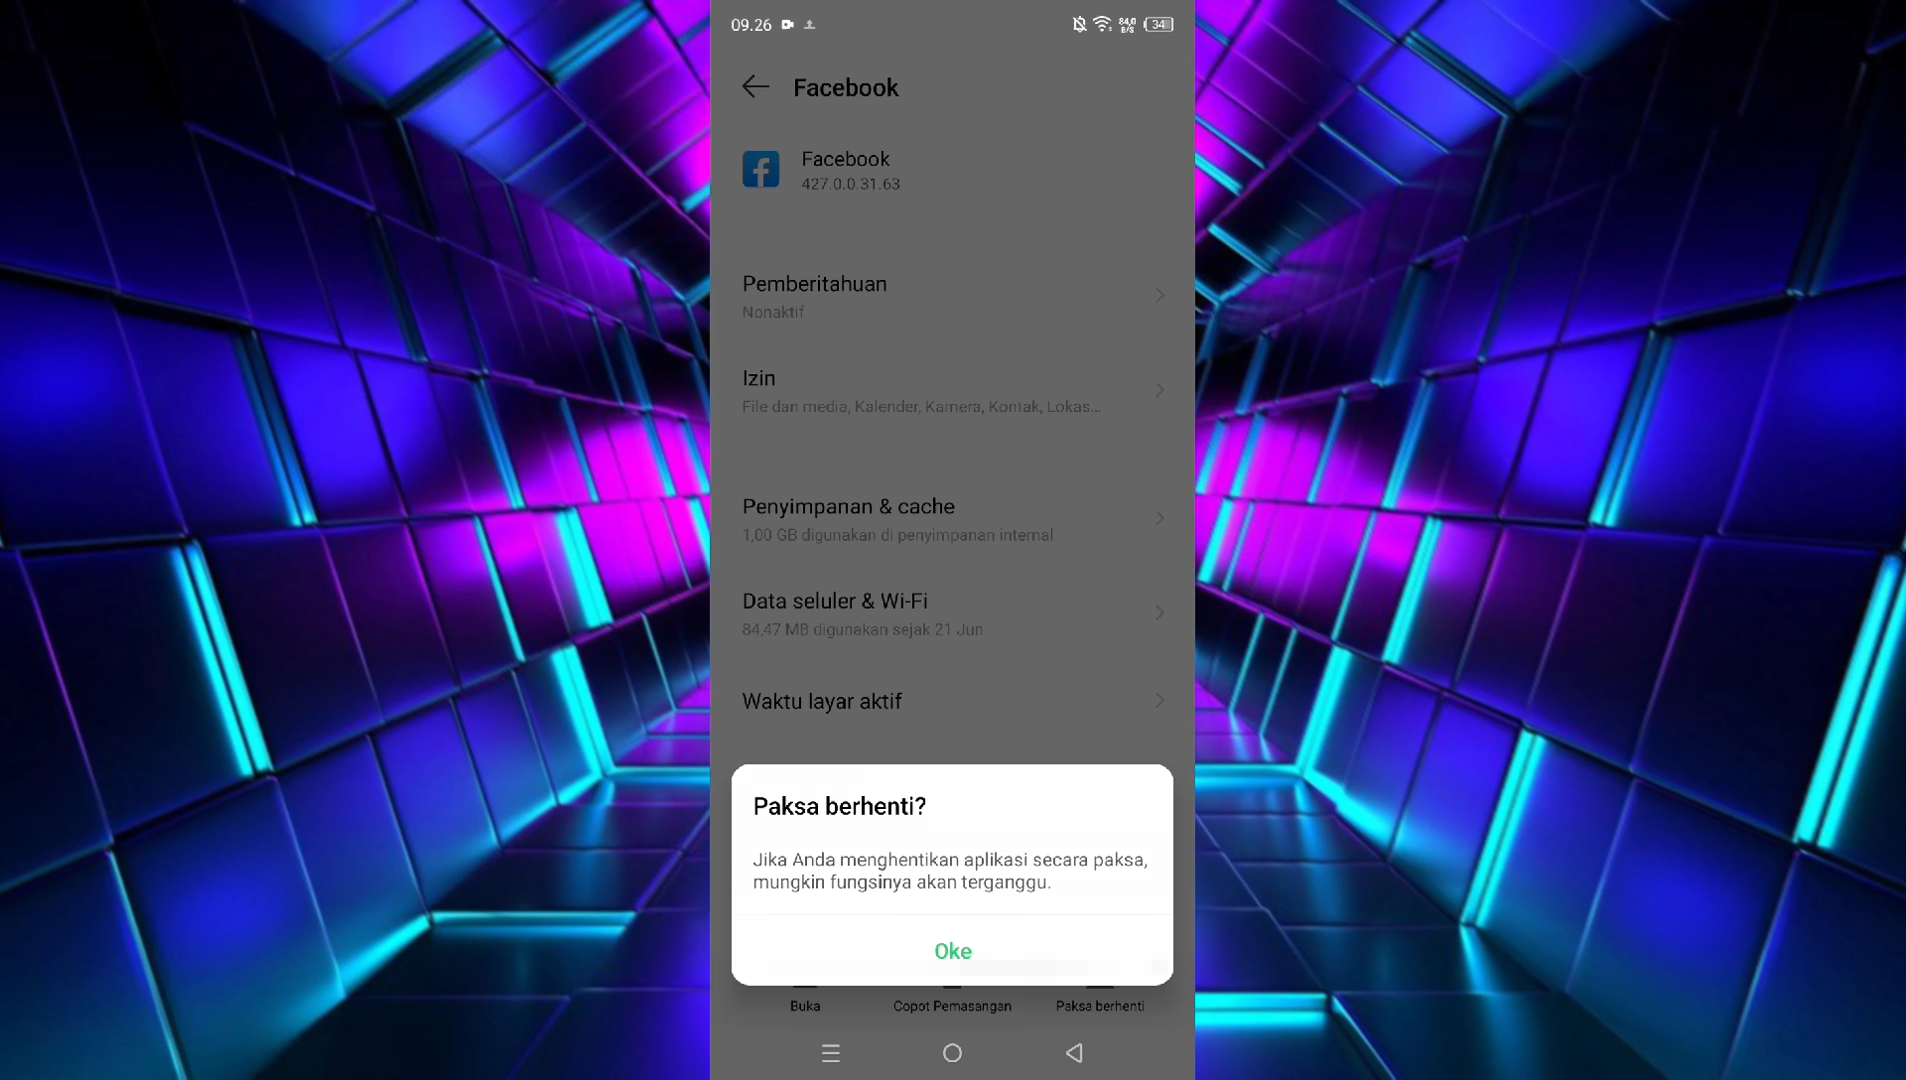 09.26
84,0
B/S
34
Facebook
Facebook
427.0.0.31.63
Pemberitahuan
Nonaktif
Izin
File dan media, Kalender, Kamera, Kontak, Lokas...
Penyimpanan & cache
1,00 GB digunakan di penyimpanan internal
Data seluler & Wi-Fi
84,47 MB digunakan sejak 21 Jun
Waktu layar aktif
Paksa berhenti?
Jika Anda menghentikan aplikasi secara paksa,
mungkin fungsinya akan terganggu.
Oke
Buka
Copot Pemasangan
Paksa berhenti